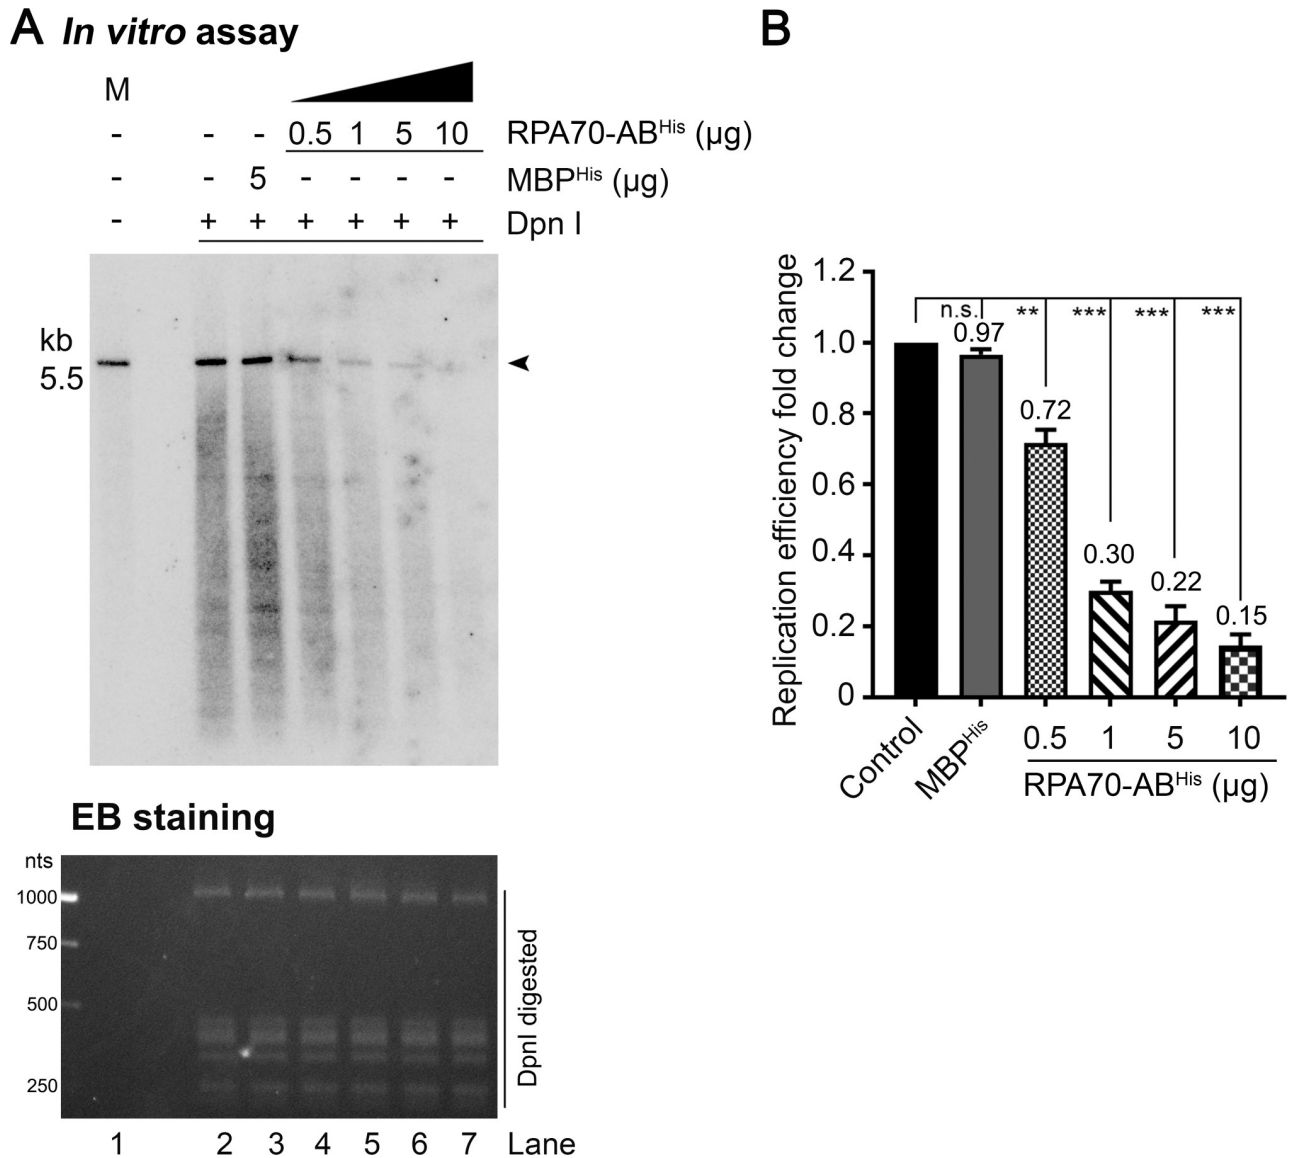 A In vitro assay
M
- - - 0.5 1 5 10 RPA70-ABHis (μg)
- - 5 - - - - MBPHis (μg)
- + + + + + + Dpn I
kb
5.5
EB staining
nts
1000
750
500
250
DpnI digested
1 2 3 4 5 6 7 Lane
B
Replication efficiency fold change
1.2
1.0
0.8
0.6
0.4
0.2
0
n.s. ** *** *** ***
0.97
0.72
0.30
0.22
0.15
Control MBPHis 0.5 1 5 10
RPA70-ABHis (μg)